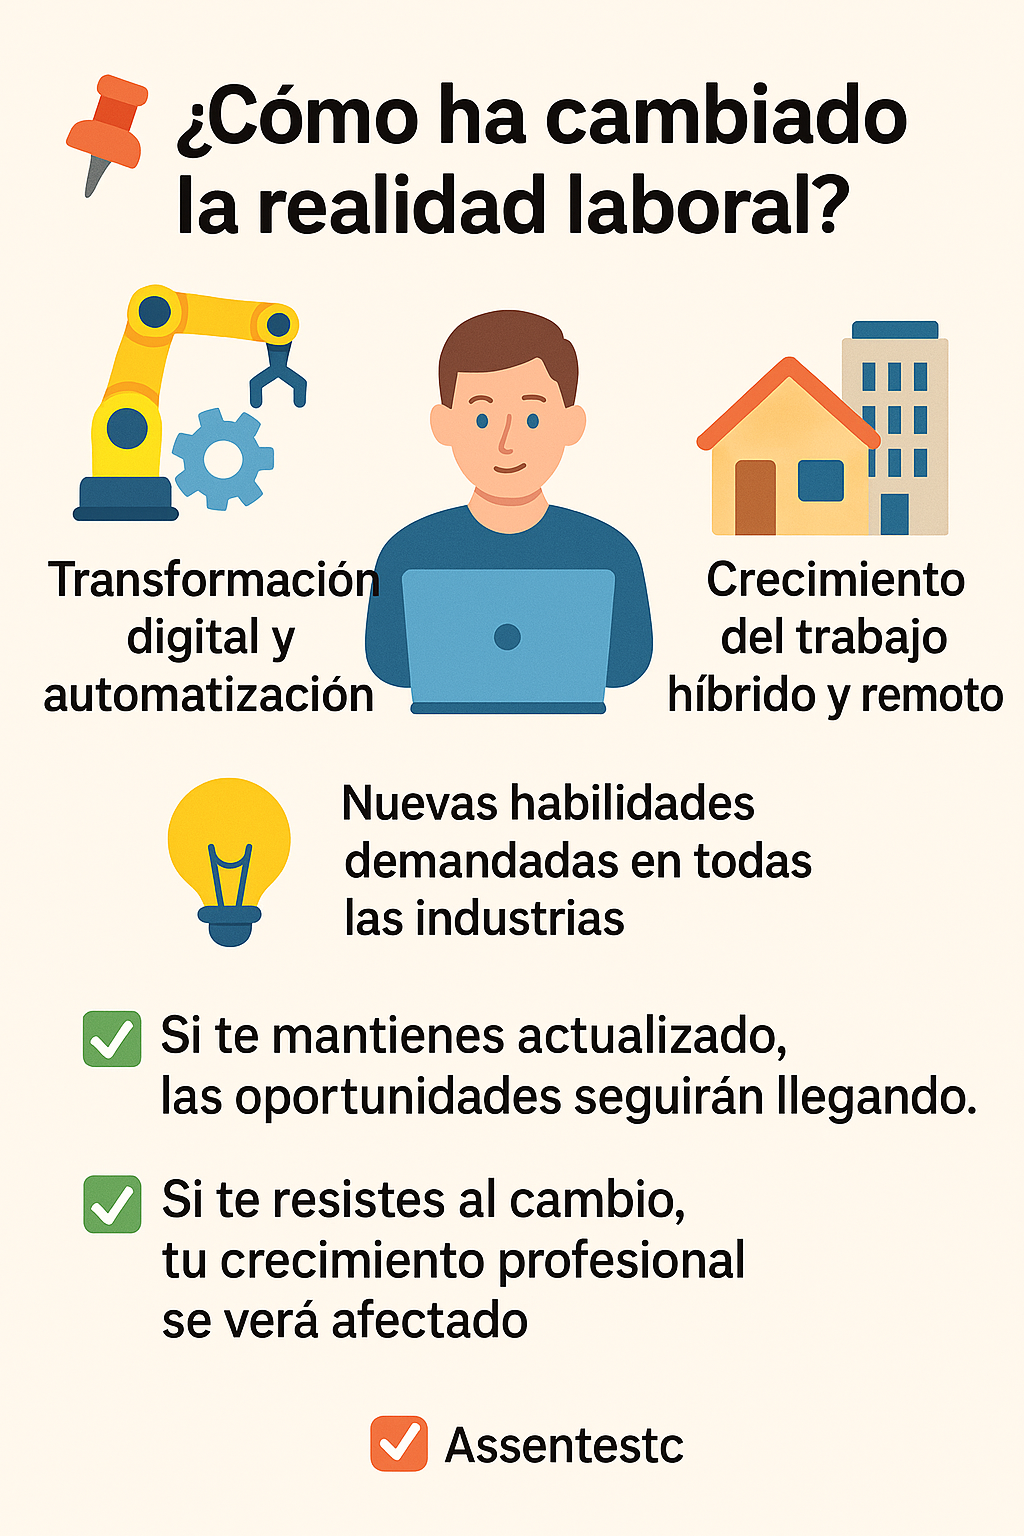 ¿Cómo ha cambiado
la realidad laboral?
Transformación
digital y
automatización
Crecimiento
del trabajo
híbrido y remoto
Nuevas habilidades
demandadas en todas
las industrias
Si te mantienes actualizado,
las oportunidades seguirán llegando.
Si te resistes al cambio,
tu crecimiento profesional
se verá afectado
Assentestc